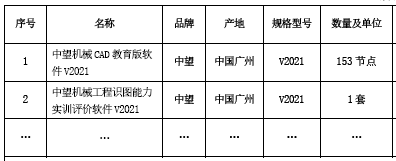 序号 名称 品牌 产地 规格型号 数量及单位
1 中望机械 CAD 教育版软件 V2021 中望 中国广州 V2021 153 节点
2 中望机械工程识图能力实训评价软件 V2021 中望 中国广州 V2021 1 套
… … … … … …